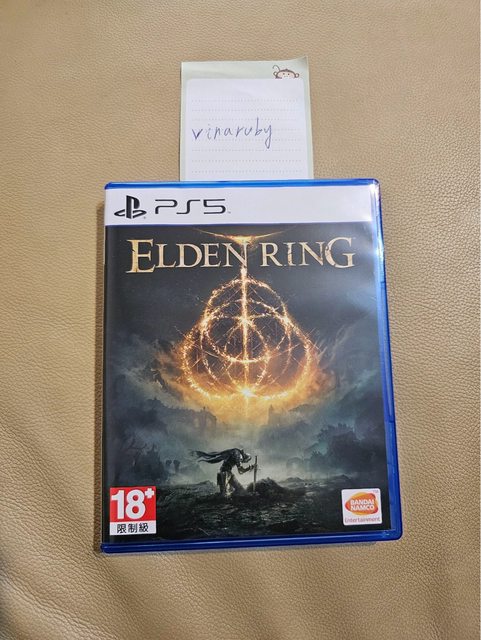 vinaruby
PS5
ELDEN RING
18+
限制級
BANDAI
NAMCO
Entertainment